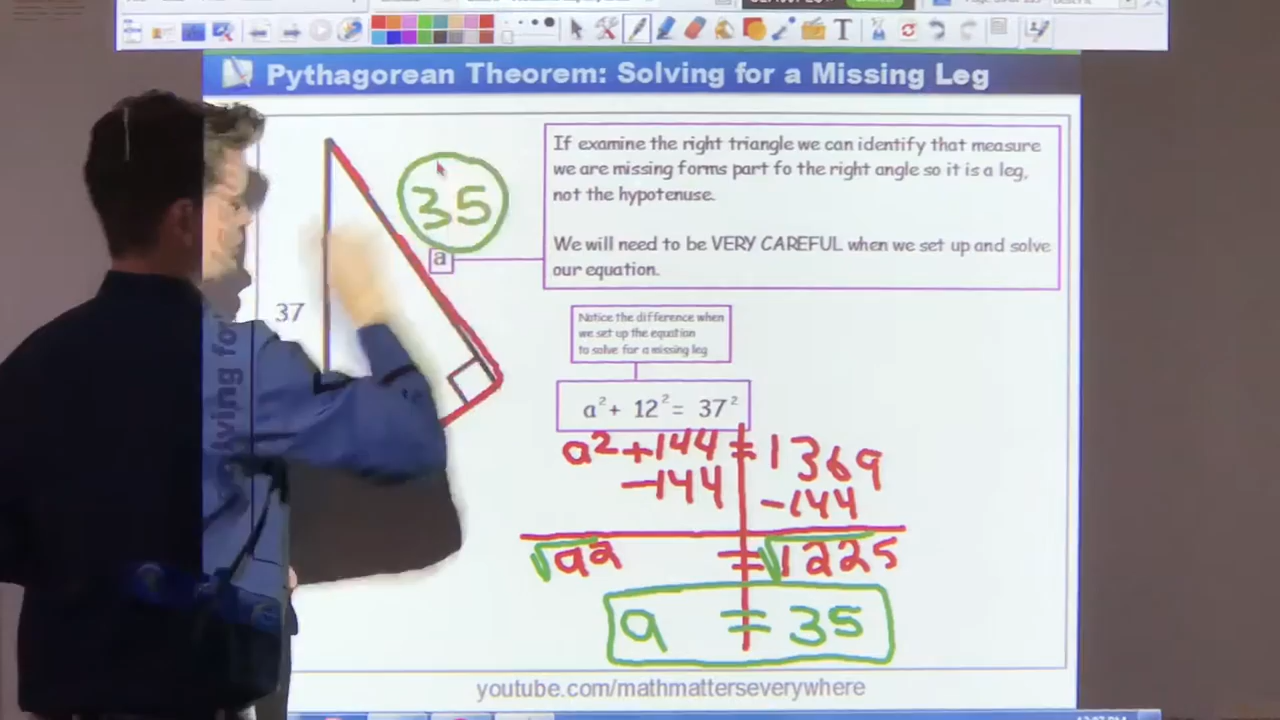 Pythagorean Theorem: Solving for a Missing Leg
35
If examine the right triangle we can identify that measure
we are missing forms part fo the right angle so it is a leg,
not the hypotenuse.
We will need to be VERY CAREFUL when we set up and solve
our equation.
a
37
Notice the difference when
we set up the equation
to solve for a missing leg
a² + 12² = 37²
a² + 144 = 1369
-144 -144
√a² = √1225
a = 35
youtube.com/mathmatterseverywhere